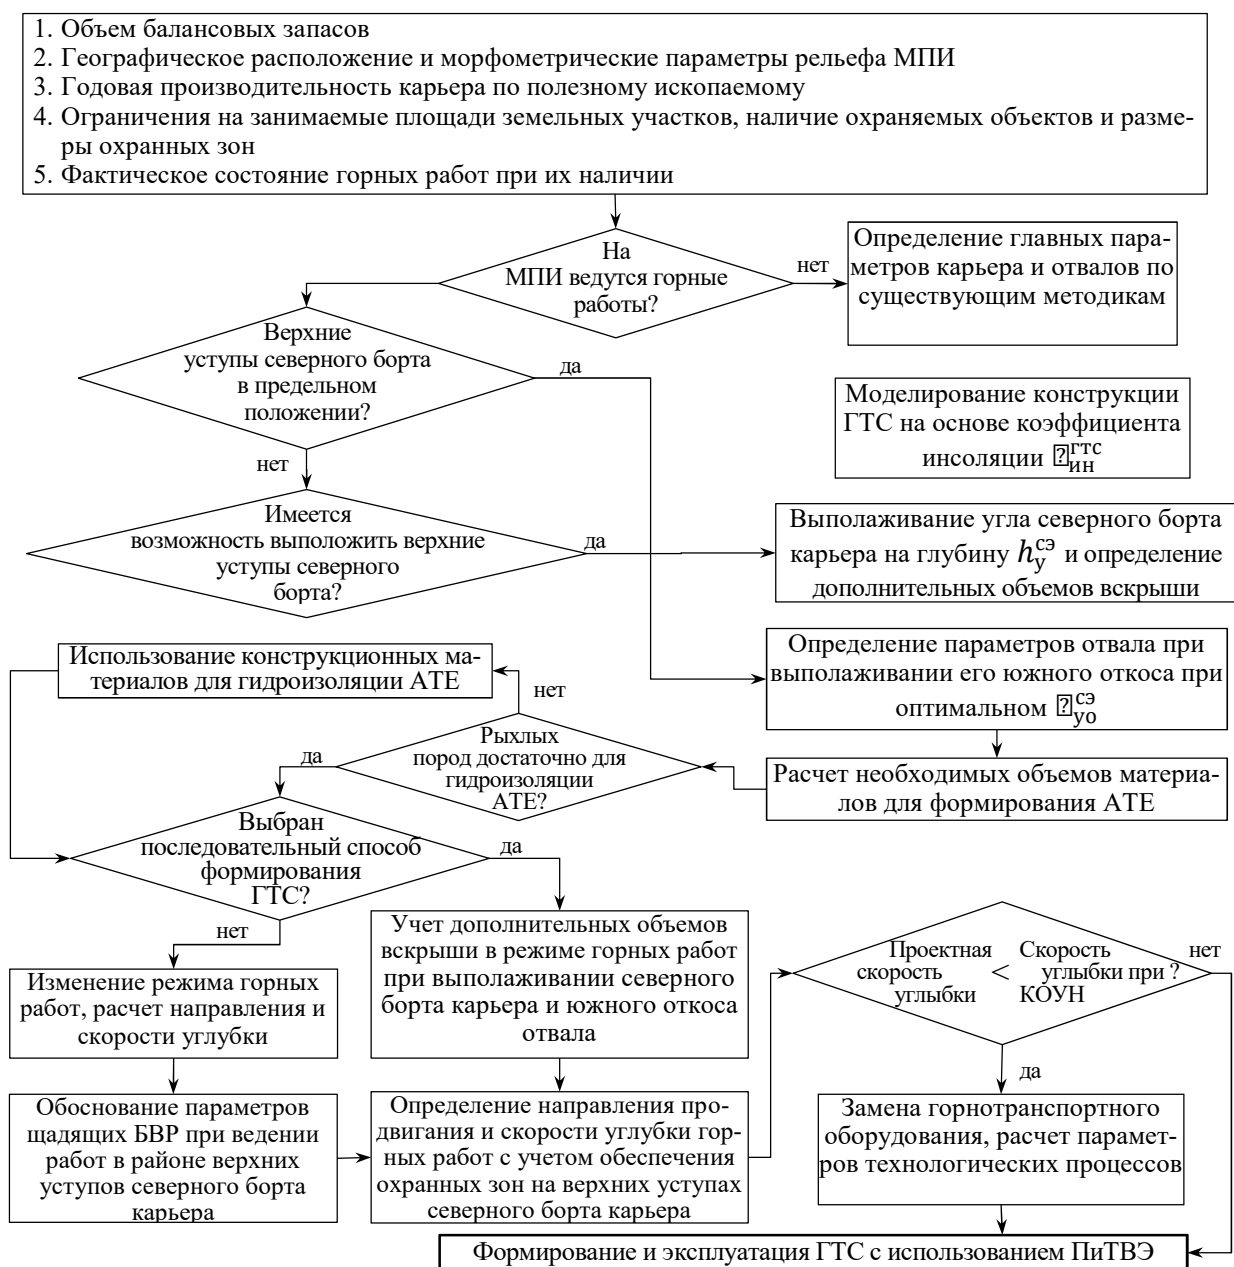 1. Объем балансовых запасов
2. Географическое расположение и морфометрические параметры рельефа МПИ
3. Годовая производительность карьера по полезному ископаемому
4. Ограничения на занимаемые площади земельных участков, наличие охраняемых объектов и разме-
ры охранных зон
5. Фактическое состояние горных работ при их наличии
На
МПИ ведутся горные
работы?
нет
Определение главных пара-
метров карьера и отвалов по
существующим методикам
Верхние
уступы северного борта
в предельном
положении?
да
нет
Моделирование конструкции
ГТС на основе коэффициента
инсоляции ⍰ гтс ин
Имеется
возможность выположить верхние
уступы северного
борта?
да
Выполаживание угла северного борта
карьера на глубину h сэ у и определение
дополнительных объемов вскрыши
Использование конструкционных ма-
териалов для гидроизоляции АТЕ
Определение параметров отвала при
выполаживании его южного откоса при
оптимальном ⍰ сэ уо
нет
Рыхлых
пород достаточно для
гидроизоляции
АТЕ?
да
Расчет необходимых объемов материа-
лов для формирования АТЕ
Выбран
последовательный способ
формирования
ГТС?
да
нет
Учет дополнительных объемов
вскрыши в режиме горных работ
при выполаживании северного
борта карьера и южного откоса
отвала
Проектная
скорость
углыбки
<
Скорость
углыбки при ?
КОУН
нет
да
Изменение режима горных
работ, расчет направления и
скорости углубки
Обоснование параметров
щадящих БВР при ведении
работ в районе верхних
уступов северного борта
карьера
Определение направления про-
двигания и скорости углубки гор-
ных работ с учетом обеспечения
охранных зон на верхних уступах
северного борта карьера
Замена горнотранспортного
оборудования, расчет парамет-
ров технологических процессов
Формирование и эксплуатация ГТС с использованием ПиТВЭ